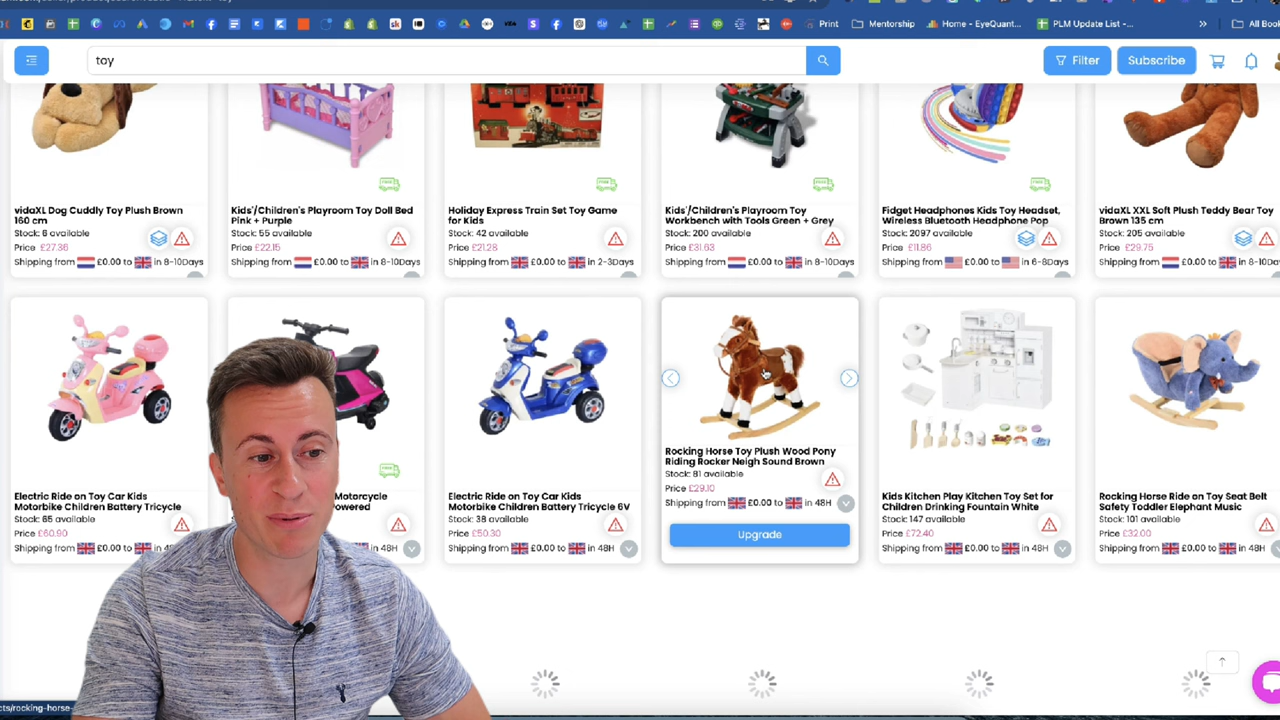 Print
Mentorship
Home - EyeQuant...
PLM Update List -...
»
All Boo
toy
Filter
Subscribe
vidaXL Dog Cuddly Toy Plush Brown
160 cm
Stock: 6 available
Price £27.36
Shipping from £0.00 to in 8-10Days
Kids'/Children's Playroom Toy Doll Bed
Pink + Purple
Stock: 55 available
Price £22.15
Shipping from £0.00 to in 8-10Days
Holiday Express Train Set Toy Game
for Kids
Stock: 42 available
Price £21.28
Shipping from £0.00 to in 2-3Days
Kids'/Children's Playroom Toy
Workbench with Tools Green + Grey
Stock: 200 available
Price £31.63
Shipping from £0.00 to in 8-10Days
Fidget Headphones Kids Toy Headset,
Wireless Bluetooth Headphone Pop
Stock: 2097 available
Price £11.86
Shipping from £0.00 to in 6-8Days
vidaXL XXL Soft Plush Teddy Bear Toy
Brown 135 cm
Stock: 205 available
Price £29.75
Shipping from £0.00 to in 8-10Da
Electric Ride on Toy Car Kids
Motorbike Children Battery Tricycle
Stock: 65 available
Price £60.90
Shipping from £0.00 to in 4
Motorcycle
owered
in 48H
Electric Ride on Toy Car Kids
Motorbike Children Battery Tricycle 6V
Stock: 38 available
Price £50.30
Shipping from £0.00 to in 48H
Rocking Horse Toy Plush Wood Pony
Riding Rocker Neigh Sound Brown
Stock: 81 available
Price £29.10
Shipping from £0.00 to in 48H
Upgrade
Kids Kitchen Play Kitchen Toy Set for
Children Drinking Fountain White
Stock: 147 available
Price £72.40
Shipping from £0.00 to in 48H
Rocking Horse Ride on Toy Seat Belt
Safety Toddler Elephant Music
Stock: 101 available
Price £32.00
Shipping from £0.00 to in 48H
cts/rocking-horse-